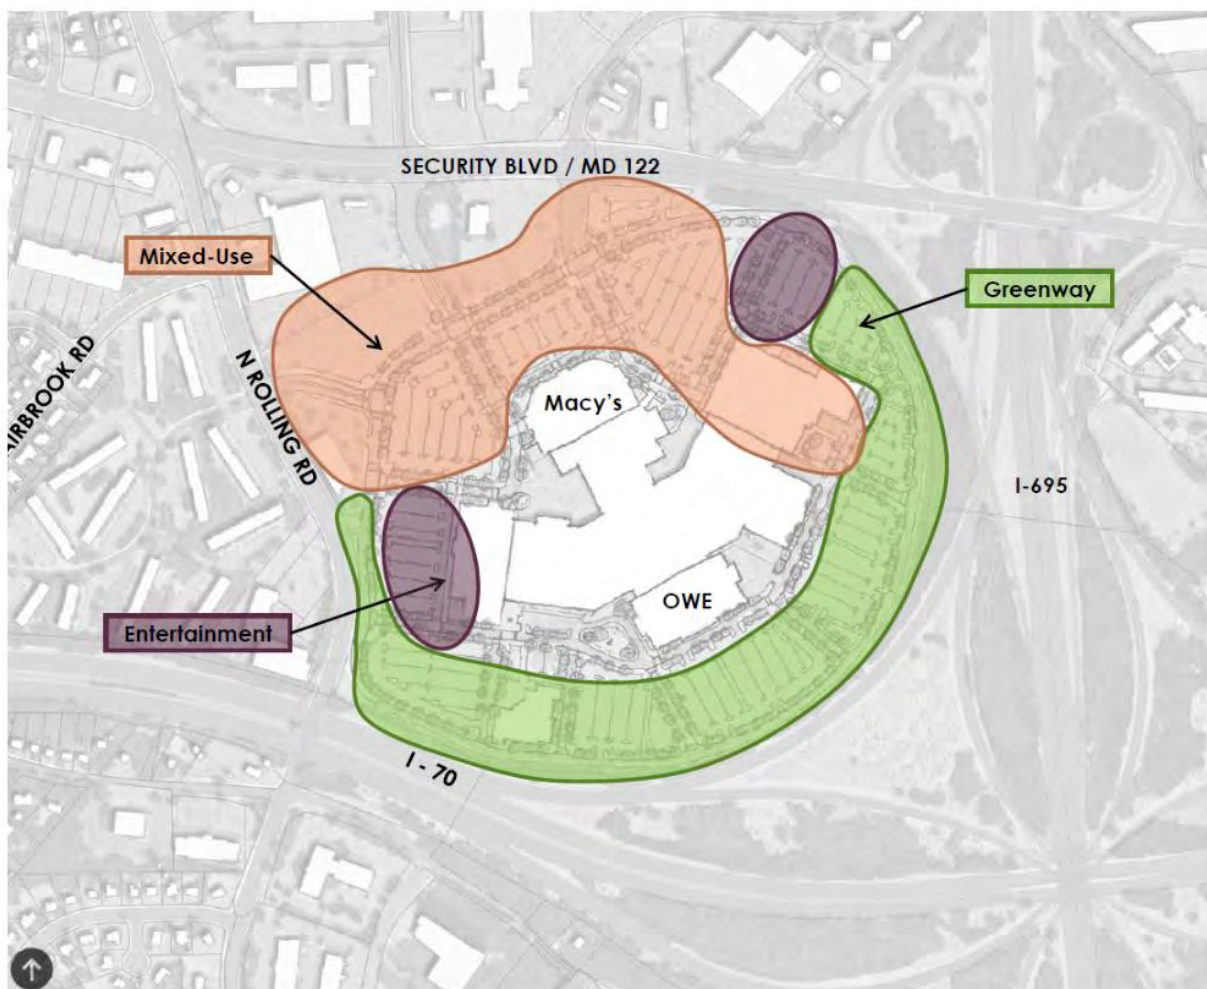 SECURITY BLVD / MD 122
Mixed-Use
Greenway
AIRBROOK RD
N ROLLING RD
Macy's
I-695
OWE
Entertainment
I - 70